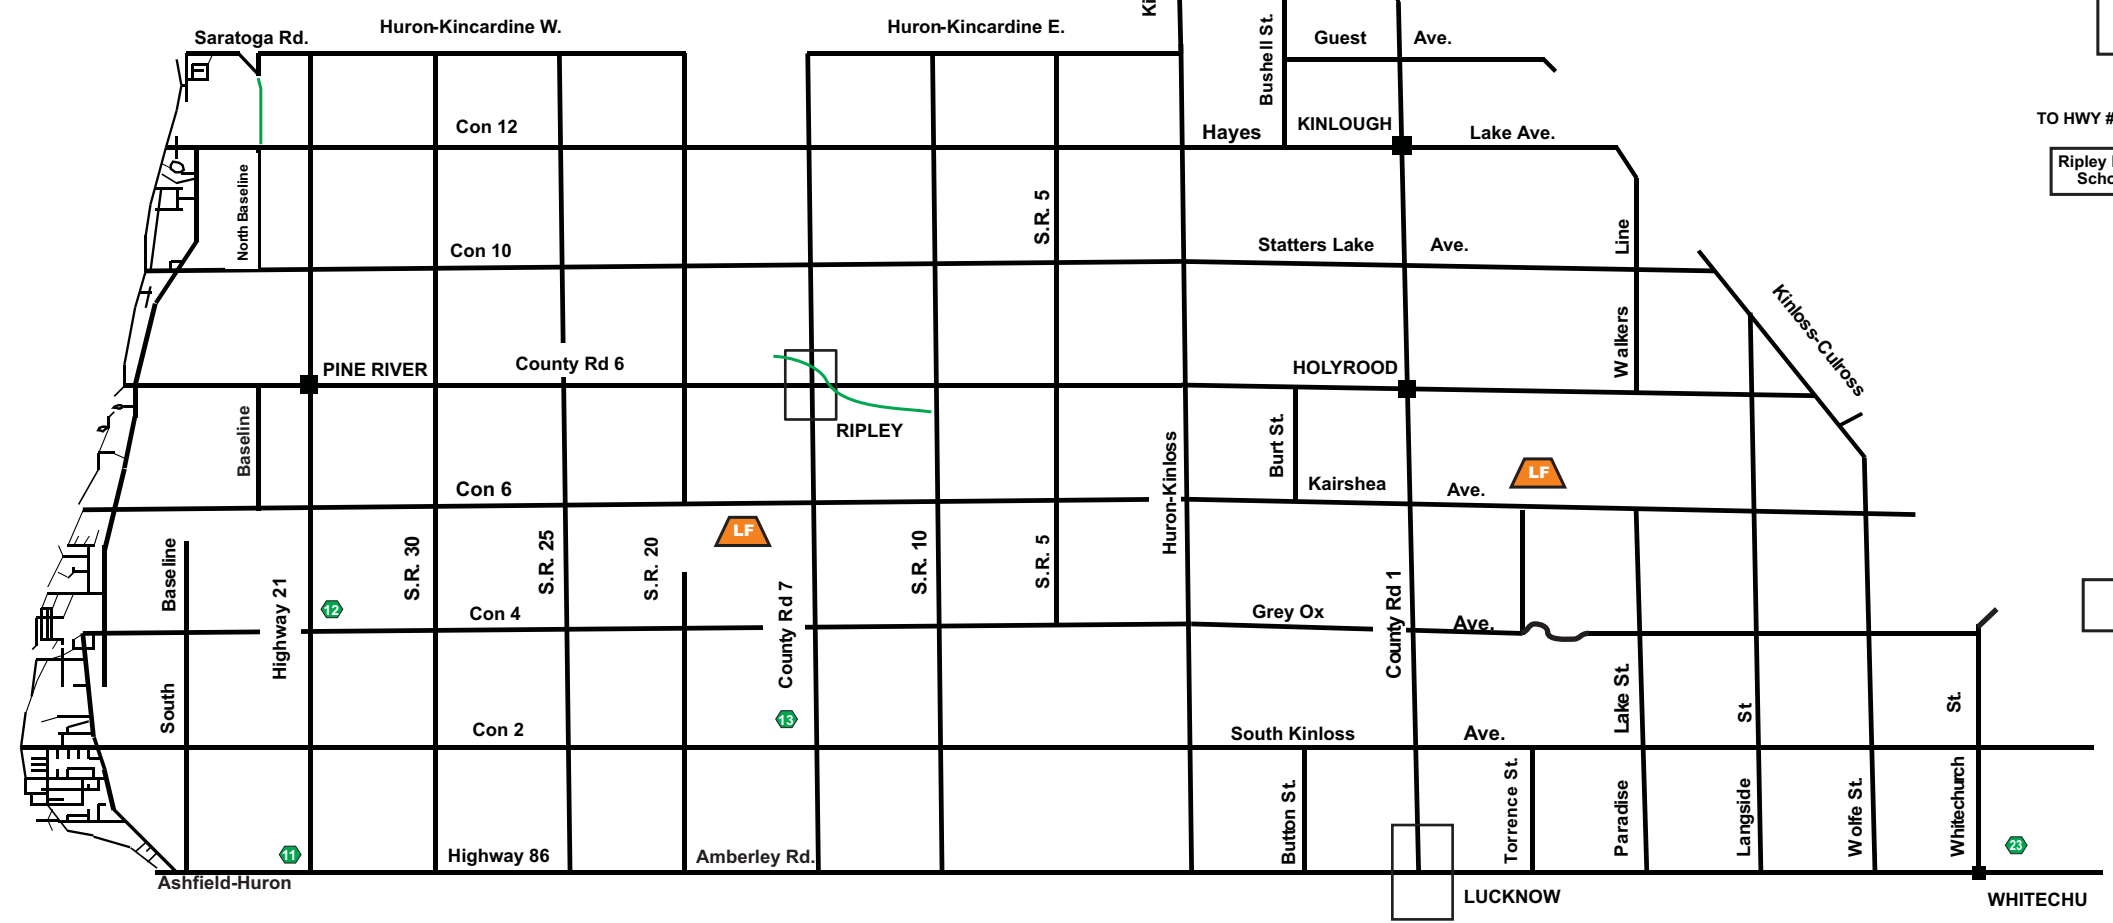 Huron-Kincardine W.
Huron-Kincardine E.
Ki
Saratoga Rd.
Bushell St.
Guest Ave.
TO HWY #
Con 12
Hayes
KINLOUGH
Lake Ave.
Ripley
Scho
North Baseline
S.R. 5
Con 10
Statters Lake Ave.
Walkers Line
Kinloss-Culross
PINE RIVER
County Rd 6
HOLYROOD
RIPLEY
Baseline
Burt St.
Huron-Kinloss
Con 6
Kairshea Ave.
LF
LF
South Baseline
Highway 21
12
S.R. 30
S.R. 25
S.R. 20
County Rd 7
S.R. 10
S.R. 5
County Rd 1
Con 4
Grey Ox Ave.
Paradise Lake St.
Langside St
Whitechurch St.
13
Con 2
South Kinloss Ave.
Button St.
Torrence St.
Wolfe St.
11
Highway 86
Amberley Rd.
23
Ashfield-Huron
LUCKNOW
WHITECHU